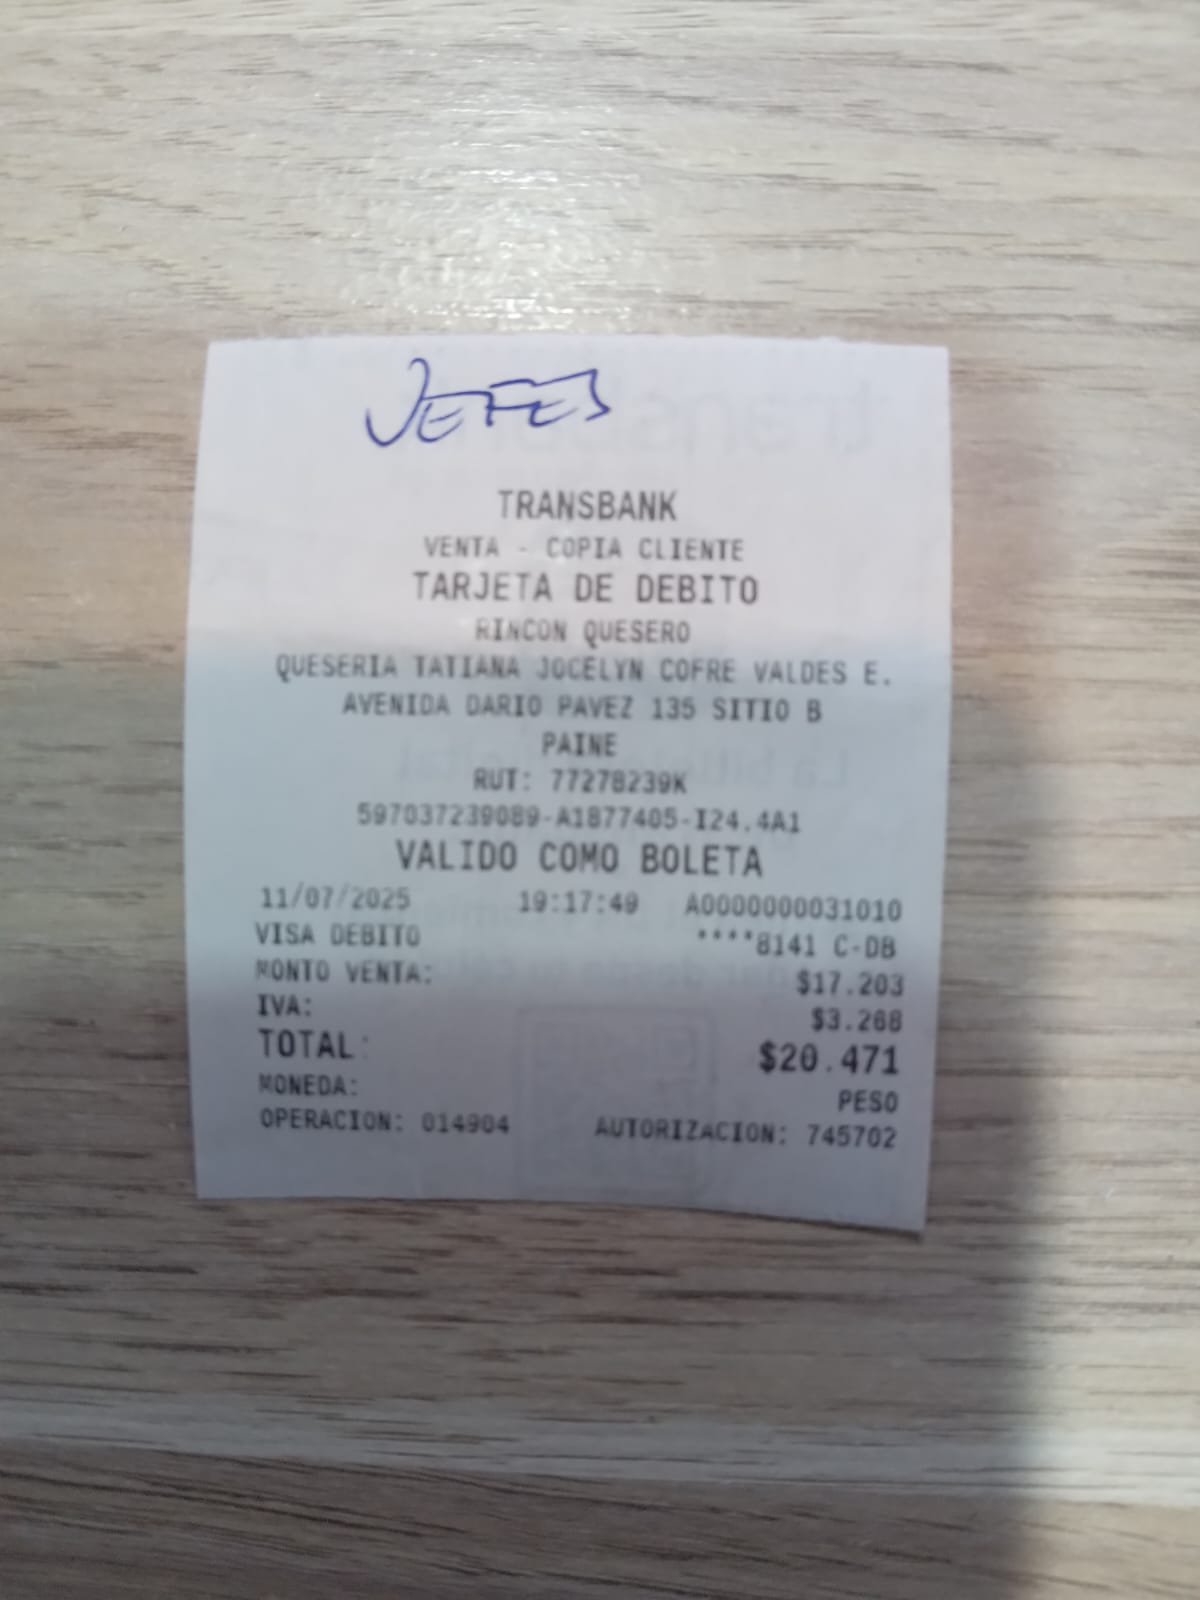 JEFES
TRANSBANK
VENTA - COPIA CLIENTE
TARJETA DE DEBITO
RINCON QUESERO
QUESERIA TATIANA JOCELYN COFRE VALDES E.
AVENIDA DARIO PAVEZ 135 SITIO B
PAINE
RUT: 77278239K
597037239089-A1877405-I24.4A1
VALIDO COMO BOLETA
11/07/2025 19:17:49 A0000000031010
VISA DEBITO ****8141 C-DB
MONTO VENTA: $17.203
IVA: $3.268
TOTAL: $20.471
MONEDA: PESO
OPERACION: 014904 AUTORIZACION: 745702